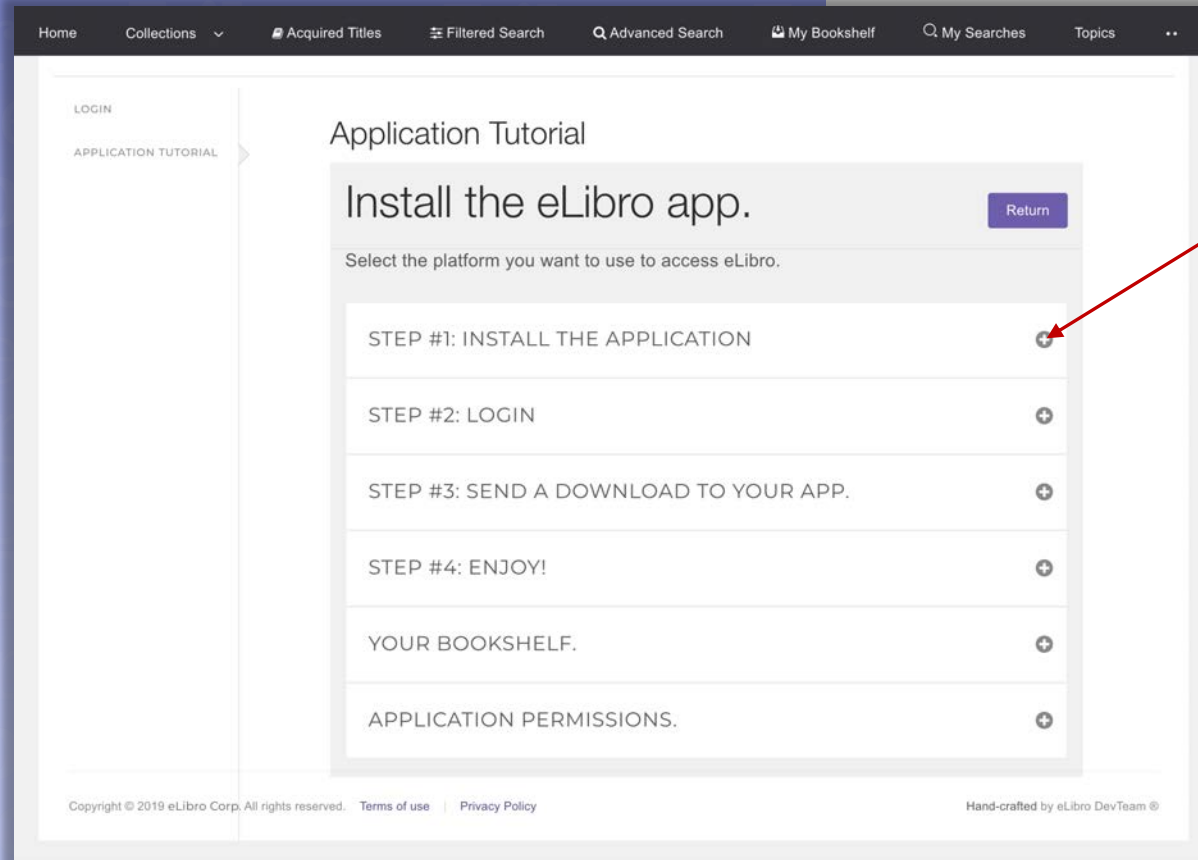 Home Collections Acquired Titles Filtered Search Advanced Search My Bookshelf My Searches Topics
LOGIN
APPLICATION TUTORIAL
Application Tutorial
Install the eLibro app.
Return
Select the platform you want to use to access eLibro.
STEP #1: INSTALL THE APPLICATION
STEP #2: LOGIN
STEP #3: SEND A DOWNLOAD TO YOUR APP.
STEP #4: ENJOY!
YOUR BOOKSHELF.
APPLICATION PERMISSIONS.
Copyright © 2019 eLibro Corp. All rights reserved. Terms of use | Privacy Policy Hand-crafted by eLibro DevTeam ®